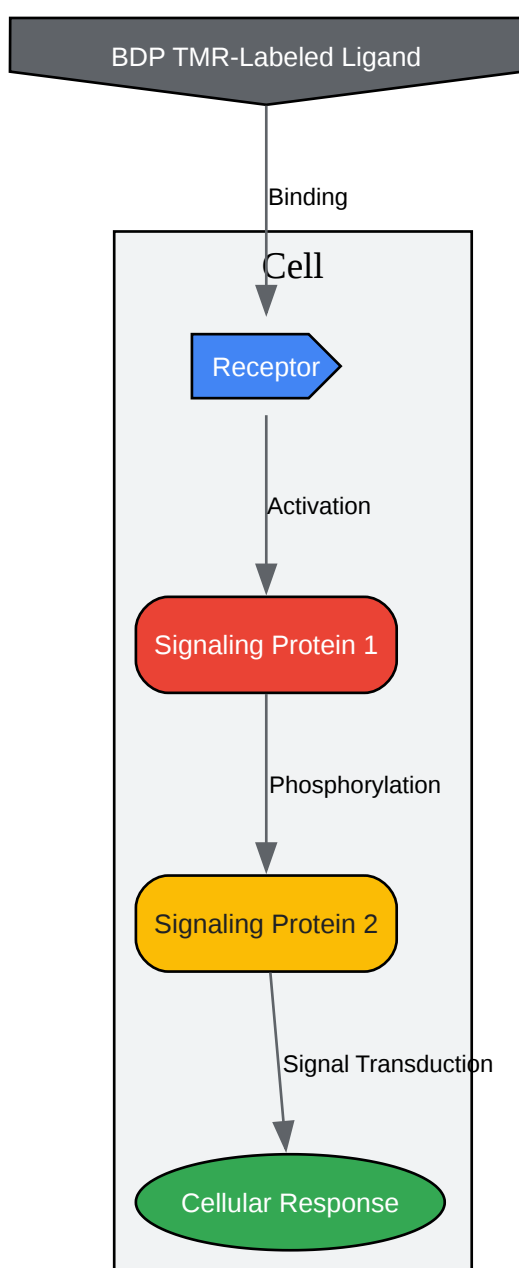 BDP TMR-Labeled Ligand
Binding
Cell
Receptor
Activation
Signaling Protein 1
Phosphorylation
Signaling Protein 2
Signal Transduction
Cellular Response